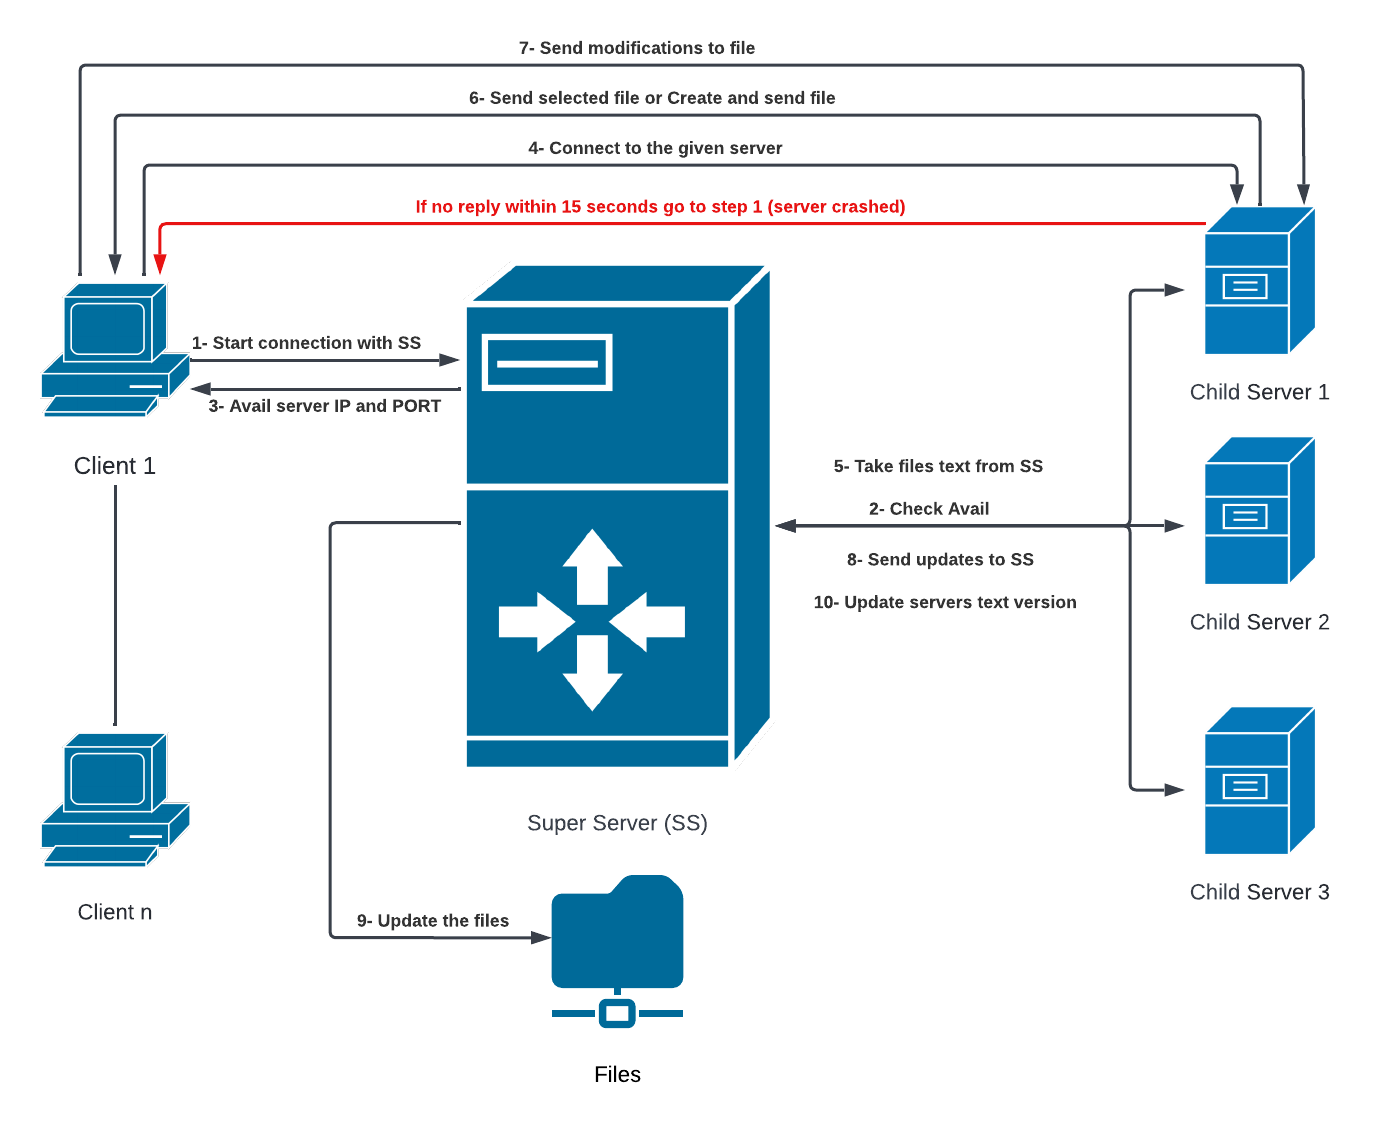 7- Send modifications to file
6- Send selected file or Create and send file
4- Connect to the given server
If no reply within 15 seconds go to step 1 (server crashed)
1- Start connection with SS
3- Avail server IP and PORT
Child Server 1
Client 1
5- Take files text from SS
2- Check Avail
8- Send updates to SS
10- Update servers text version
Child Server 2
Super Server (SS)
Child Server 3
Client n
9- Update the files
Files